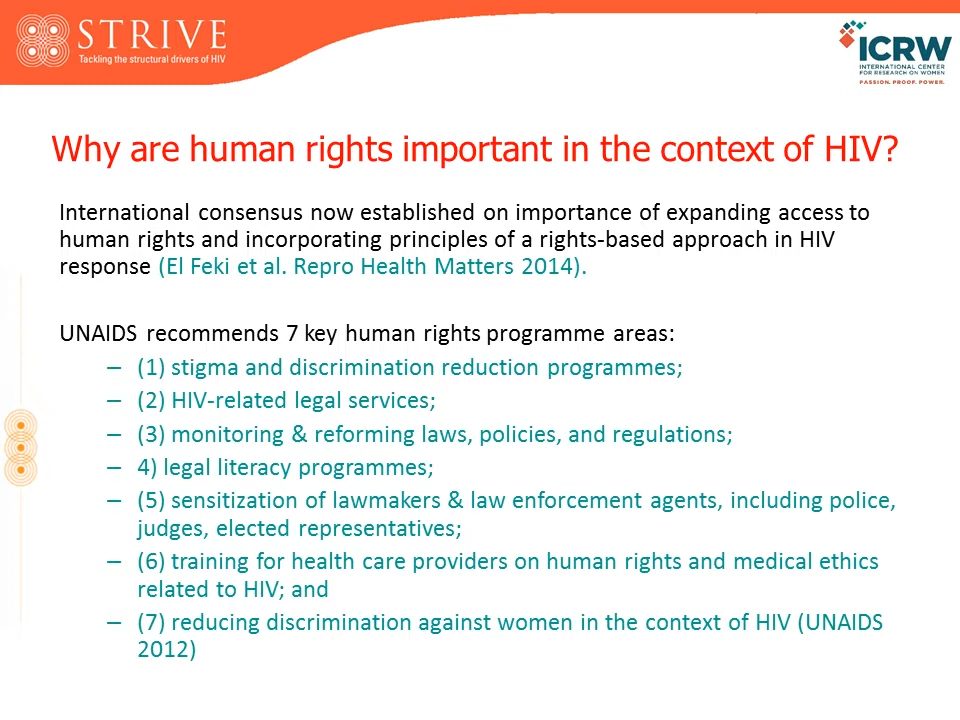 STRIVE
Tackling the structural drivers of HIV
ICRW
INTERNATIONAL CENTER
FOR RESEARCH ON WOMEN
PASSION. PROOF. POWER.
Why are human rights important in the context of HIV?
International consensus now established on importance of expanding access to
human rights and incorporating principles of a rights-based approach in HIV
response (El Feki et al. Repro Health Matters 2014).
UNAIDS recommends 7 key human rights programme areas:
– (1) stigma and discrimination reduction programmes;
– (2) HIV-related legal services;
– (3) monitoring & reforming laws, policies, and regulations;
– 4) legal literacy programmes;
– (5) sensitization of lawmakers & law enforcement agents, including police,
judges, elected representatives;
– (6) training for health care providers on human rights and medical ethics
related to HIV; and
– (7) reducing discrimination against women in the context of HIV (UNAIDS
2012)